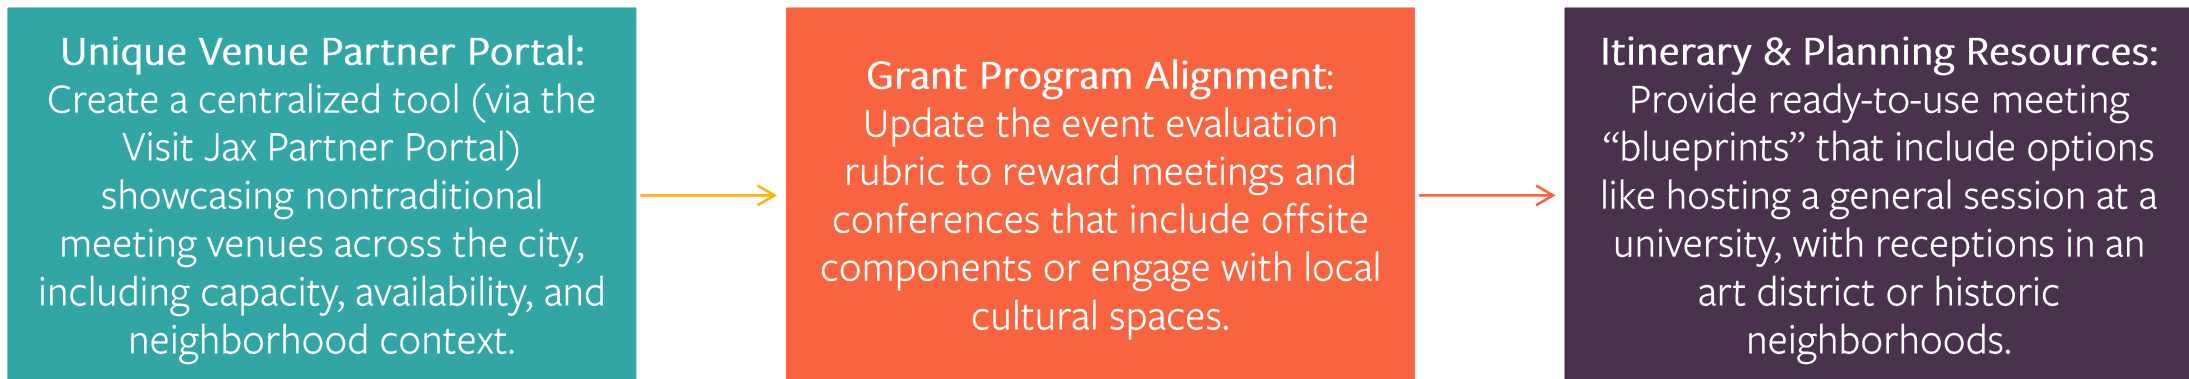 Unique Venue Partner Portal:
Create a centralized tool (via the
Visit Jax Partner Portal)
showcasing nontraditional
meeting venues across the city,
including capacity, availability, and
neighborhood context.
Grant Program Alignment:
Update the event evaluation
rubric to reward meetings and
conferences that include offsite
components or engage with local
cultural spaces.
Itinerary & Planning Resources:
Provide ready-to-use meeting
“blueprints” that include options
like hosting a general session at a
university, with receptions in an
art district or historic
neighborhoods.